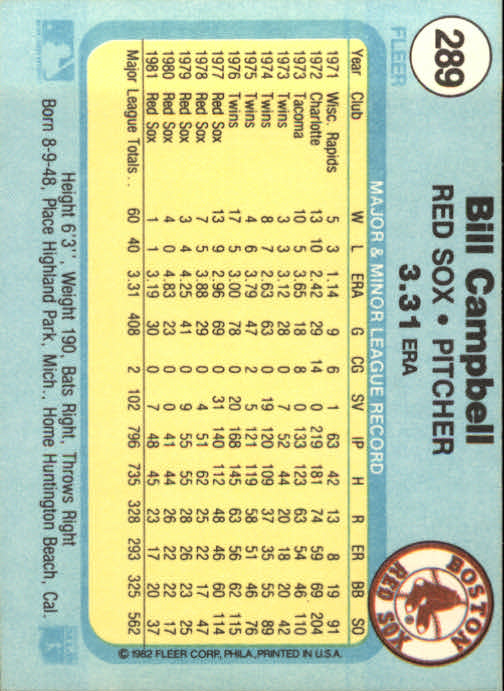 289
FLEER
Bill Campbell
RED SOX • PITCHER
3.31 ERA
BOSTON
RED SOX
MAJOR & MINOR LEAGUE RECORD
Year Club W L ERA G CG SV IP H R ER BB SO
1971 Wisc. Rapids 5 3 1.14 9 6 1 63 42 13 8 19 91
1972 Charlotte 13 10 2.42 29 14 0 219 181 74 59 69 204
1973 Tacoma 10 5 3.65 18 8 0 133 123 63 54 46 110
1973 Twins 3 3 3.12 28 0 7 52 44 20 18 20 42
1974 Twins 8 7 2.63 63 0 19 120 109 37 35 55 89
1975 Twins 4 6 3.79 47 2 5 121 119 58 51 46 76
1976 Twins 17 5 3.00 78 0 20 168 145 63 56 62 115
1977 Red Sox 13 9 2.96 69 0 31 140 112 48 46 60 114
1978 Red Sox 7 5 3.88 29 0 4 51 62 25 22 17 47
1979 Red Sox 3 4 4.25 41 0 9 55 55 28 26 23 25
1980 Red Sox 4 0 4.83 23 0 0 41 44 26 22 22 17
1981 Red Sox 1 1 3.19 30 0 7 48 45 23 17 20 37
Major League Totals .. 60 40 3.31 408 2 102 796 735 328 293 325 562
© 1982 FLEER CORP., PHILA., PRINTED IN U.S.A.
Height 6'3", Weight 190, Bats Right, Throws Right
Born 8-9-48, Place Highland Park, Mich., Home Huntington Beach, Cal.